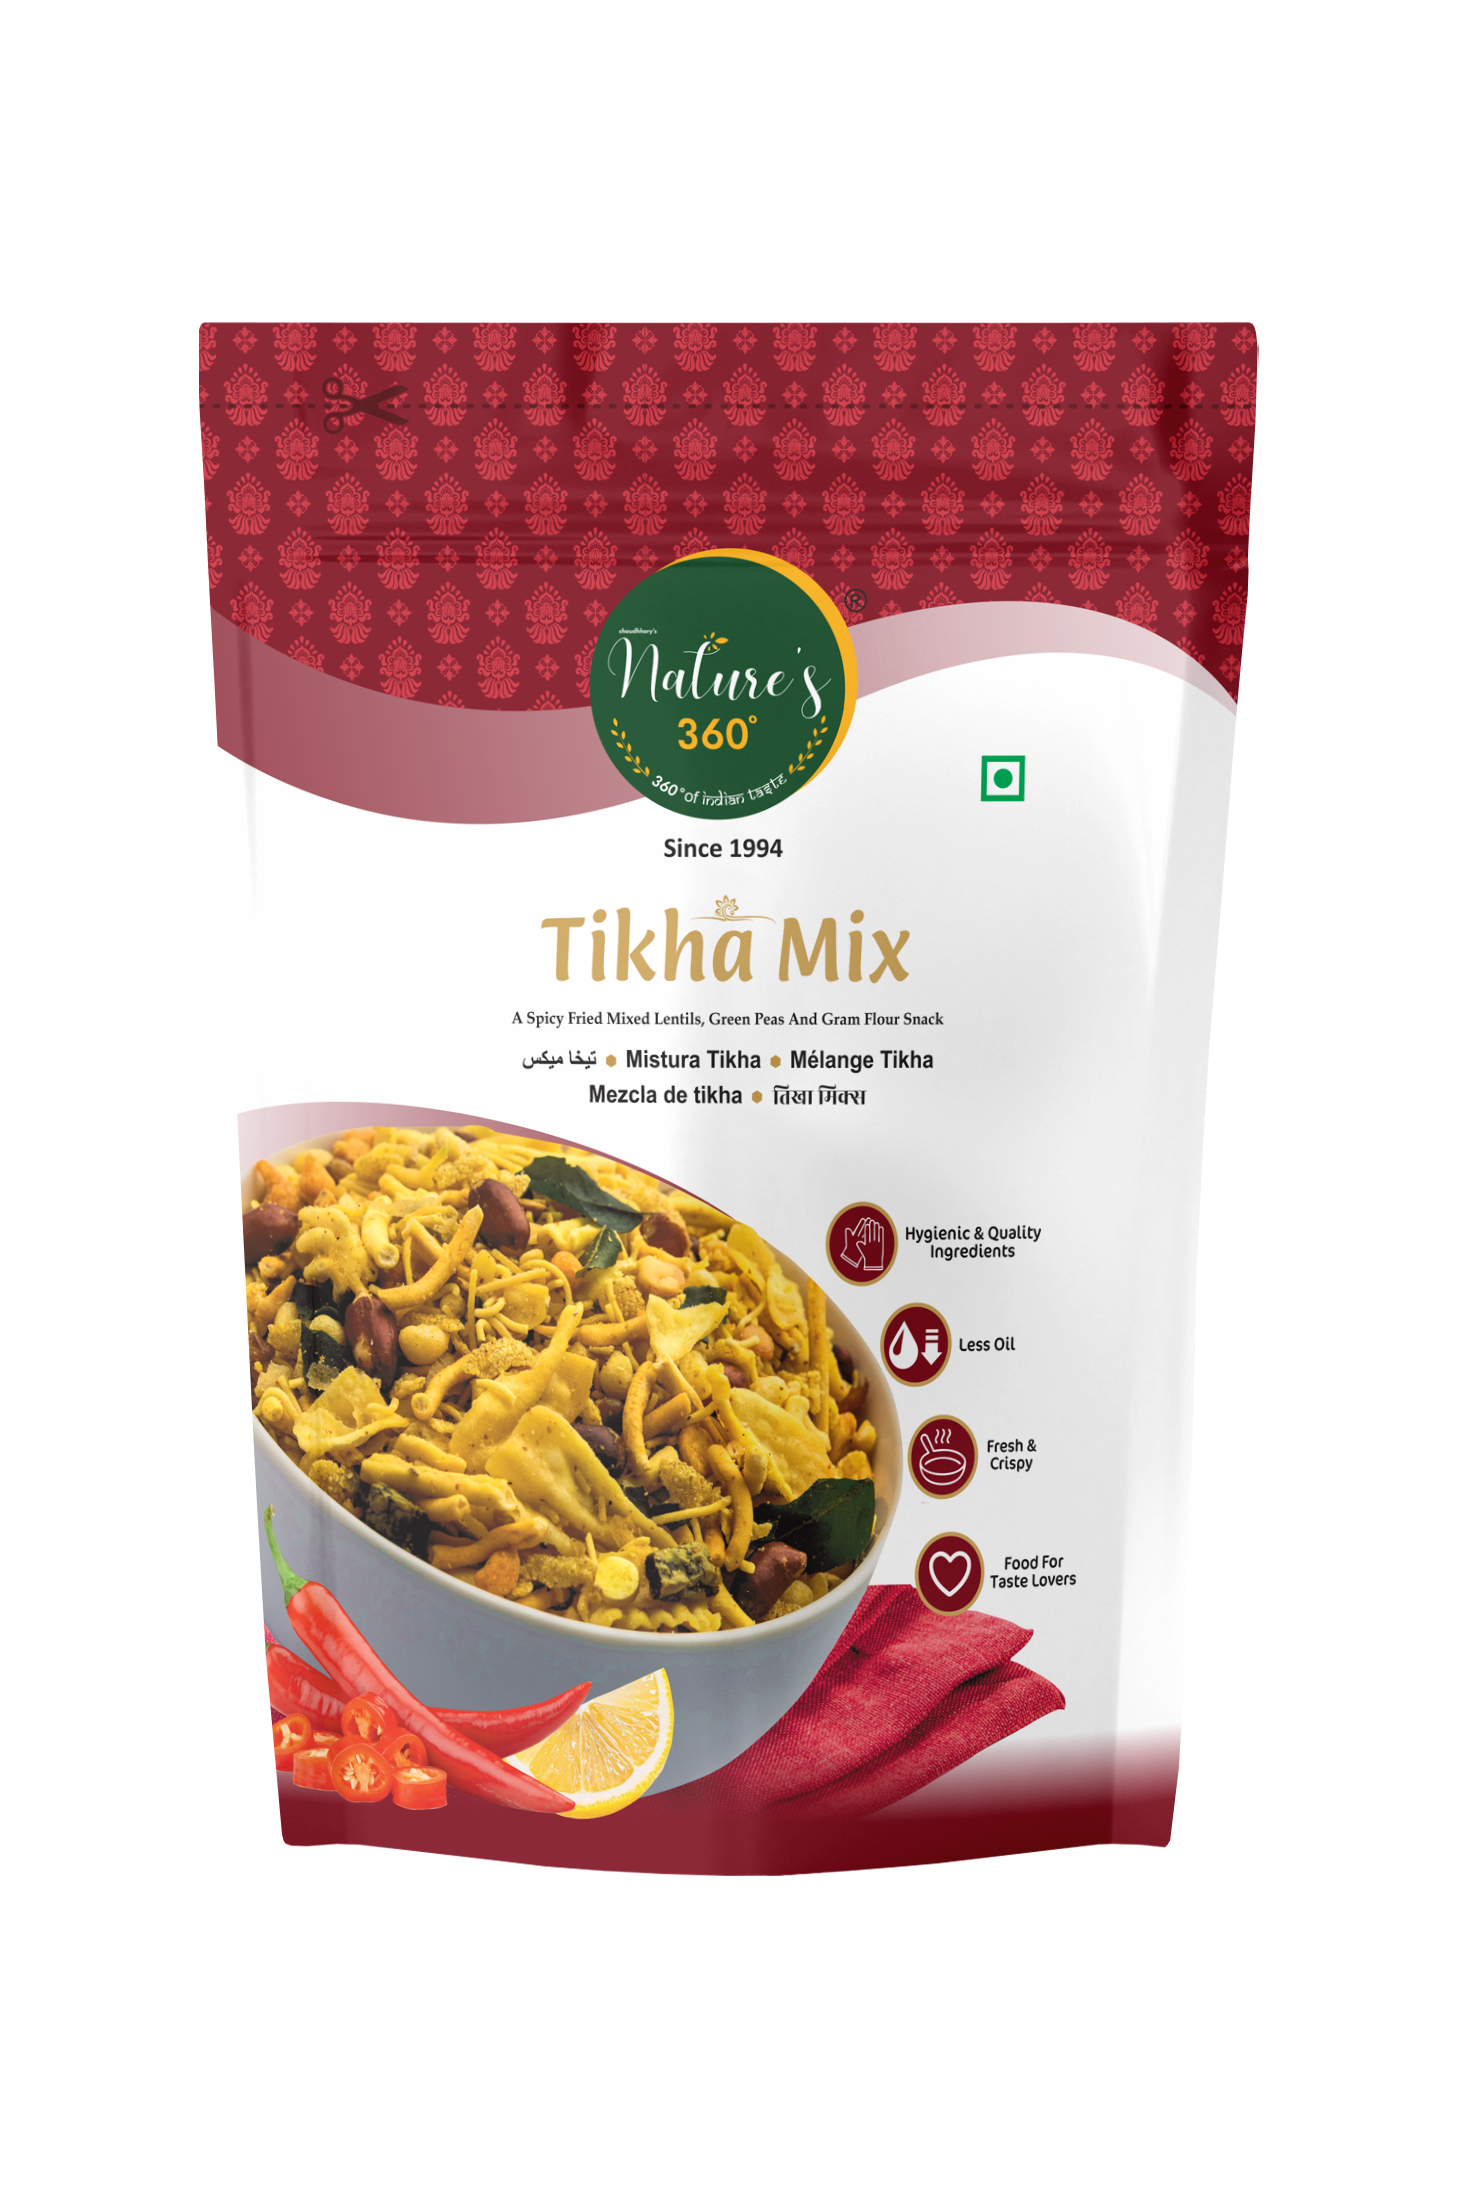 ®
chaudhhary's
Nature's
360°
360° of indian taste
Since 1994
Tikha Mix
A Spicy Fried Mixed Lentils, Green Peas And Gram Flour Snack
تيخا ميكس • Mistura Tikha • Mélange Tikha
Mezcla de tikha • तिखा मिक्स
Hygienic & Quality
Ingredients
Less Oil
Fresh &
Crispy
Food For
Taste Lovers